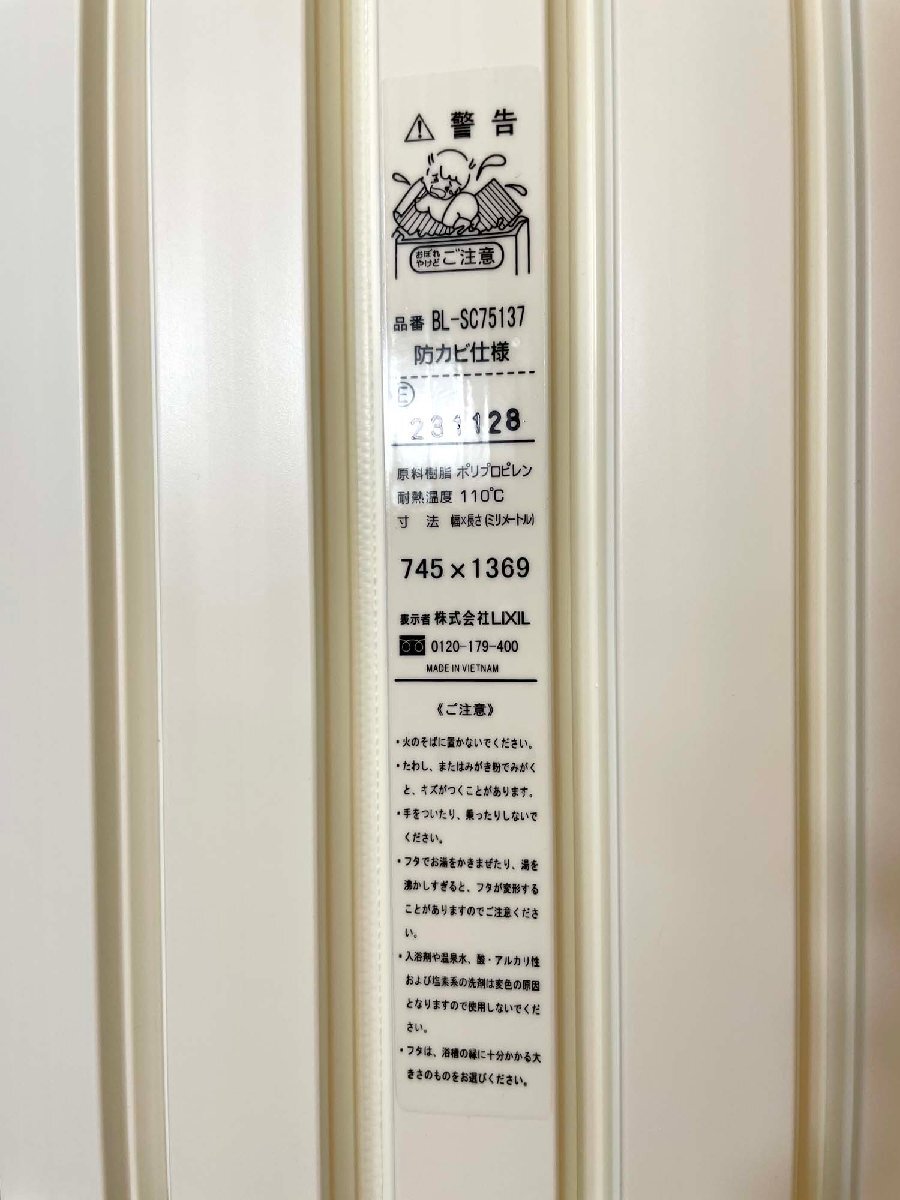 警告
おぼれ
やけど ご注意
品番 BL-SC75137
防カビ仕様
E
231128
原料樹脂 ポリプロピレン
耐熱温度 110℃
寸 法 幅×長さ(ミリメートル)
745×1369
表示者 株式会社LIXIL
0120-179-400
MADE IN VIETNAM
《ご注意》
・火のそばに置かないでください。
・たわし、またはみがき粉でみがく
と、キズがつくことがあります。
・手をついたり、乗ったりしないで
ください。
・フタでお湯をかきまぜたり、湯を
沸かしすぎると、フタが変形する
ことがありますのでご注意くださ
い。
・入浴剤や温泉水、酸・アルカリ性
および塩素系の洗剤は変色の原因
となりますので使用しないでくだ
さい。
・フタは、浴槽の縁に十分かかる大
きさのものをお選びください。